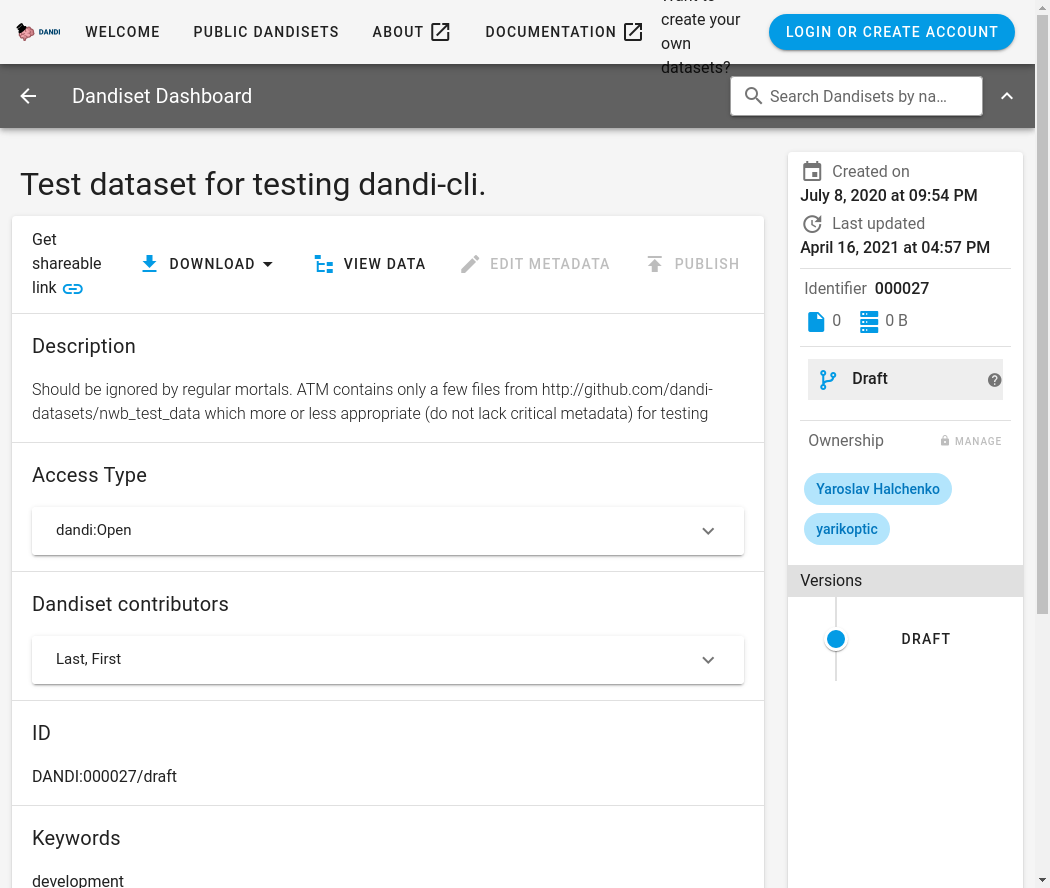 DANDI
WELCOME
PUBLIC DANDISETS
ABOUT
DOCUMENTATION
create your
own
datasets?
LOGIN OR CREATE ACCOUNT
Dandiset Dashboard
Search Dandisets by na…
Test dataset for testing dandi-cli.
Get
shareable
link
DOWNLOAD
VIEW DATA
EDIT METADATA
PUBLISH
Description
Should be ignored by regular mortals. ATM contains only a few files from http://github.com/dandi-
datasets/nwb_test_data which more or less appropriate (do not lack critical metadata) for testing
Access Type
dandi:Open
Dandiset contributors
Last, First
ID
DANDI:000027/draft
Keywords
development
Created on
July 8, 2020 at 09:54 PM
Last updated
April 16, 2021 at 04:57 PM
Identifier 000027
0
0 B
Draft
?
Ownership
MANAGE
Yaroslav Halchenko
yarikoptic
Versions
DRAFT